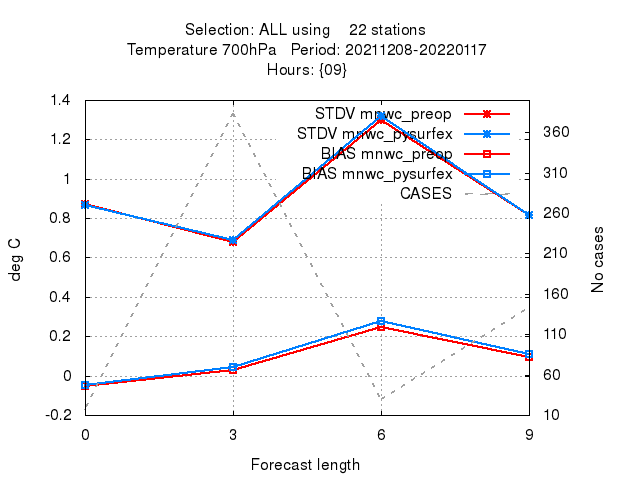 Selection: ALL using 22 stations
Temperature 700hPa Period: 20211208-20220117
Hours: {09}
STDV mnwc_preop
STDV mnwc_pysurfex
BIAS mnwc_preop
BIAS mnwc_pysurfex
CASES
1.4
1.2
1
0.8
0.6
0.4
0.2
0
-0.2
deg C
360
310
260
210
160
110
60
10
No cases
0 3 6 9
Forecast length